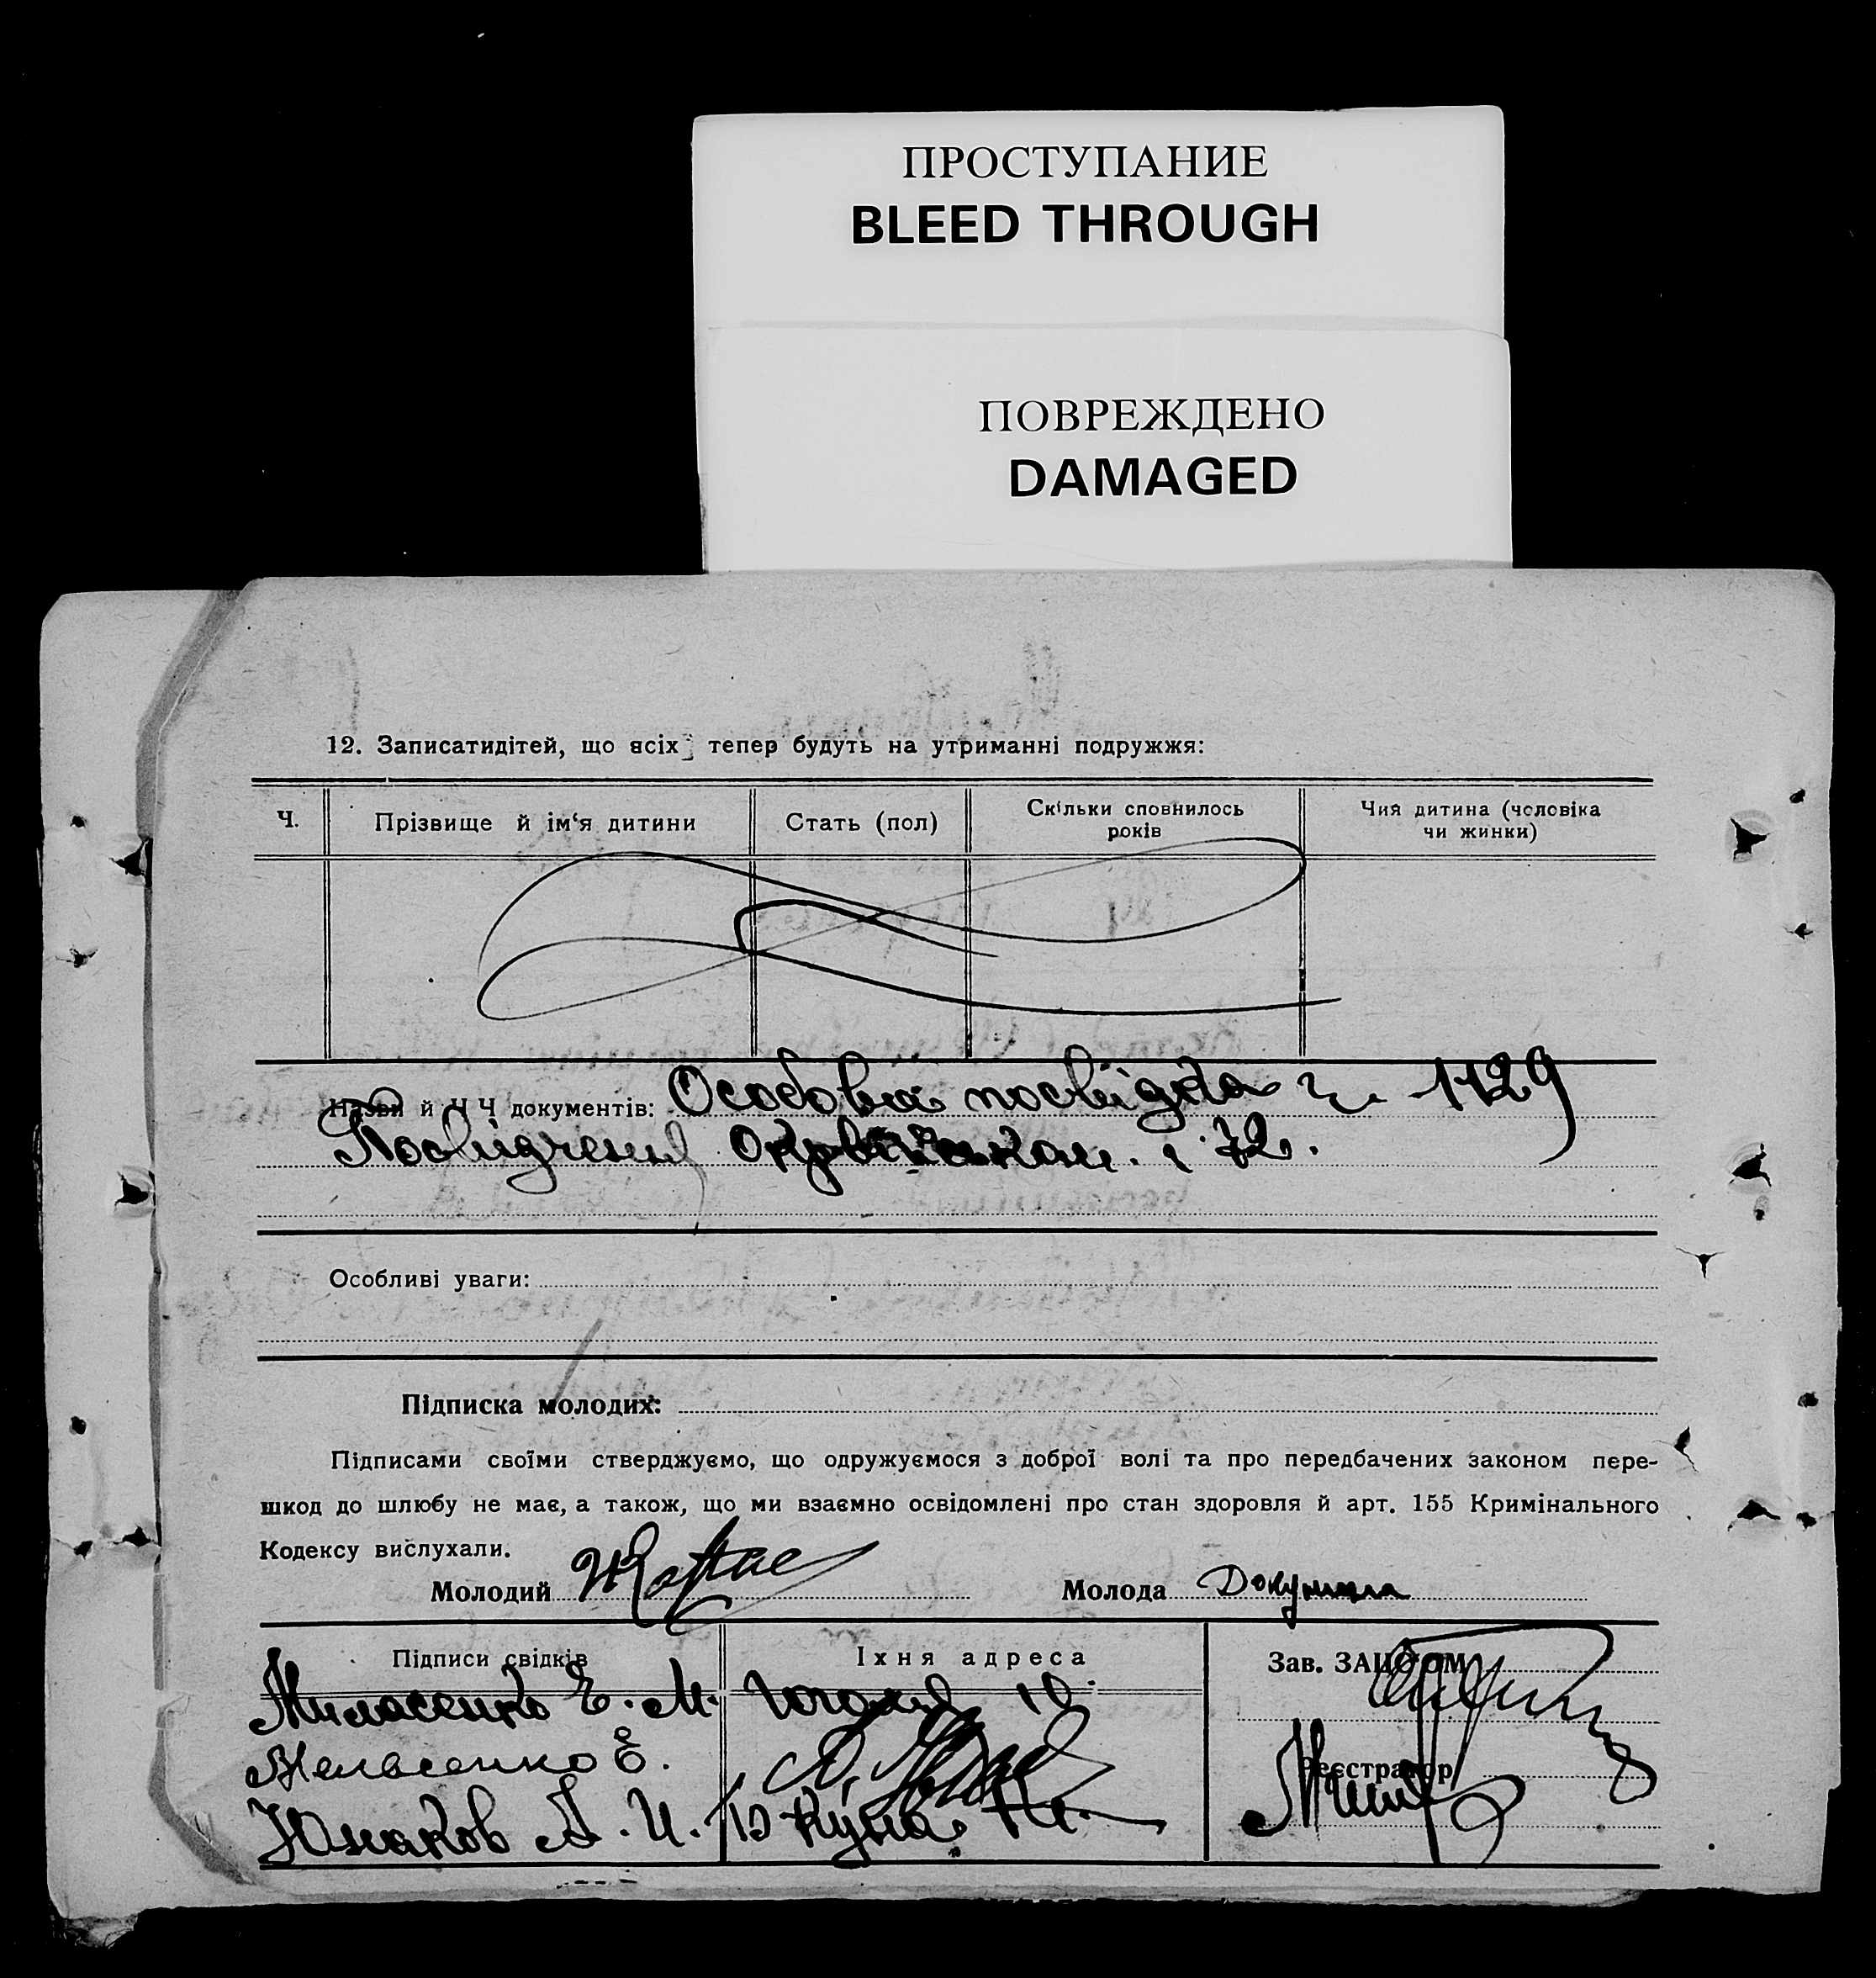 ПРОСТУПАНИЕ
BLEED THROUGH
ПОВРЕЖДЕНО
DAMAGED
12. Записатидітей, що всіх тепер будуть на утриманні подружжя:
Ч.
Прізвище й ім‘я дитини
Стать (пол)
Скільки сповнилось
років
Чия дитина (чоловіка
чи жинки)
Назви й Ч Ч документів: Особова посвідка ч. 1729
Посвідчення ч. 72.
Особливі уваги:
Підписка молодих:
Підписами своїми стверджуємо, що одружуємося з доброї волі та про передбачених законом пере-
шкод до шлюбу не має, а також, що ми взаємно освідомлені про стан здоровля й арт. 155 Кримінального
Кодексу вислухали.
Молодий
Молода
Підписи свідків
Їхня адреса
Зав. ЗАЦСОМ
Е. М. 10.
Е.
Юнаков А. И.
Реєстратор